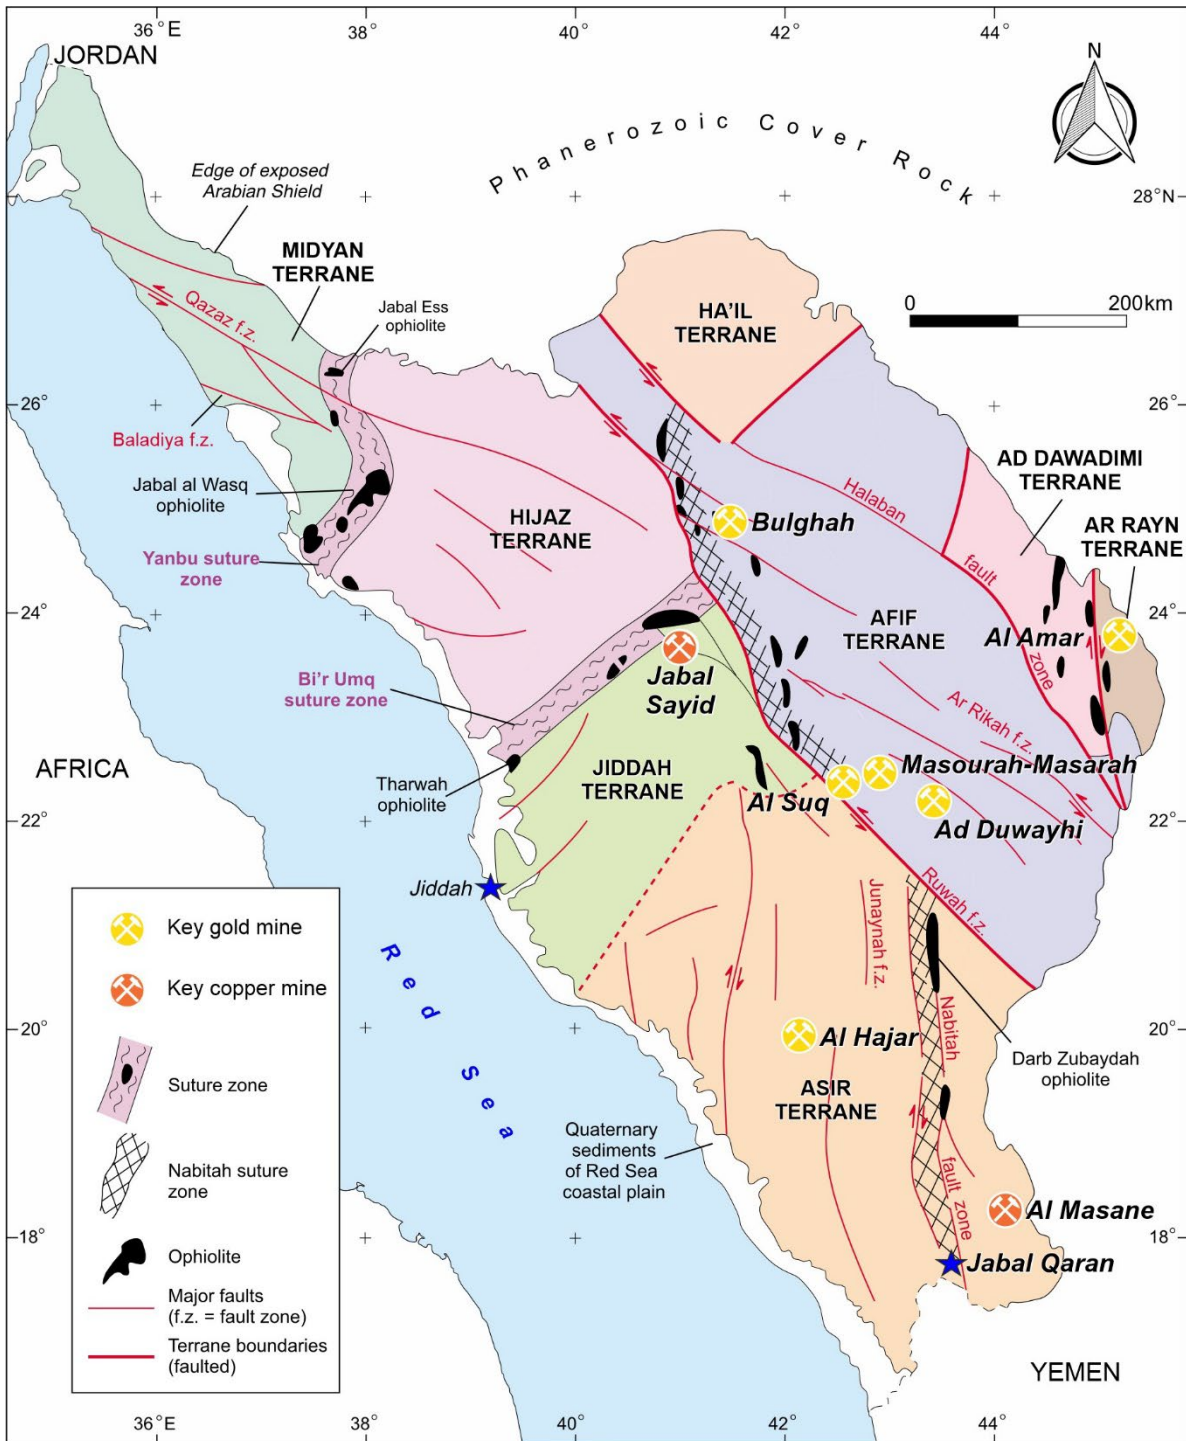 36°E
38°
40°
42°
44°
JORDAN
N
Phanerozoic Cover Rock
Edge of exposed
Arabian Shield
28°N
MIDYAN
TERRANE
Qazaz f.z.
Jabal Ess
ophiolite
HA'IL
TERRANE
0
200km
26°
26°
Baladiya f.z.
Jabal al Wasq
ophiolite
HIJAZ
TERRANE
Halaban
fault
zone
AD DAWADIMI
TERRANE
AR RAYN
TERRANE
Bulghah
Yanbu suture
zone
24°
24°
AFIF
TERRANE
Al Amar
Jabal
Sayid
Bi'r Umq
suture zone
Ar Rikah f.z.
AFRICA
Tharwah
ophiolite
JIDDAH
TERRANE
Masourah-Masarah
Al Suq
Ad Duwayhi
22°
22°
Jiddah
Ruwah f.z.
Junaynah f.z.
Red Sea
Key gold mine
Key copper mine
Suture zone
Nabitah suture
zone
Ophiolite
Major faults
(f.z. = fault zone)
Terrane boundaries
(faulted)
20°
20°
Al Hajar
Nabitah
fault zone
Darb Zubaydah
ophiolite
ASIR
TERRANE
Quaternary
sediments
of Red Sea
coastal plain
Al Masane
18°
18°
Jabal Qaran
YEMEN
36°E
38°
40°
42°
44°